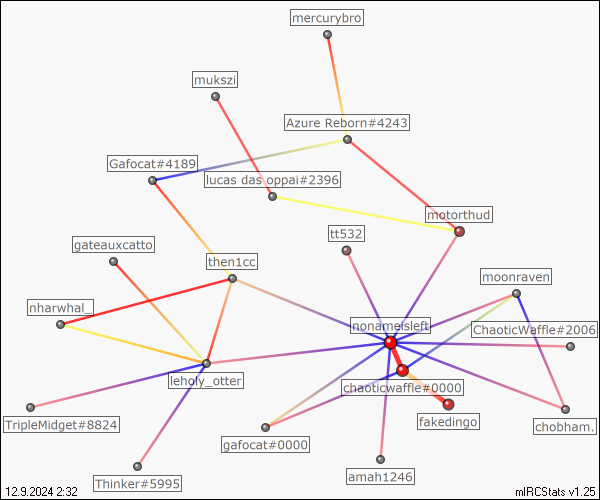 mercurybro
mukszi
Azure Reborn#4243
Gafocat#4189
lucas das oppai#2396
motorthud
tt532
gateauxcatto
then1cc
moonraven
nharwhal_
nonameisleft
ChaoticWaffle#2006
leholy_otter
chaoticwaffle#0000
TripleMidget#8824
fakedingo
chobham.
gafocat#0000
amah1246
Thinker#5995
12.9.2024 2:32
mIRCStats v1.25